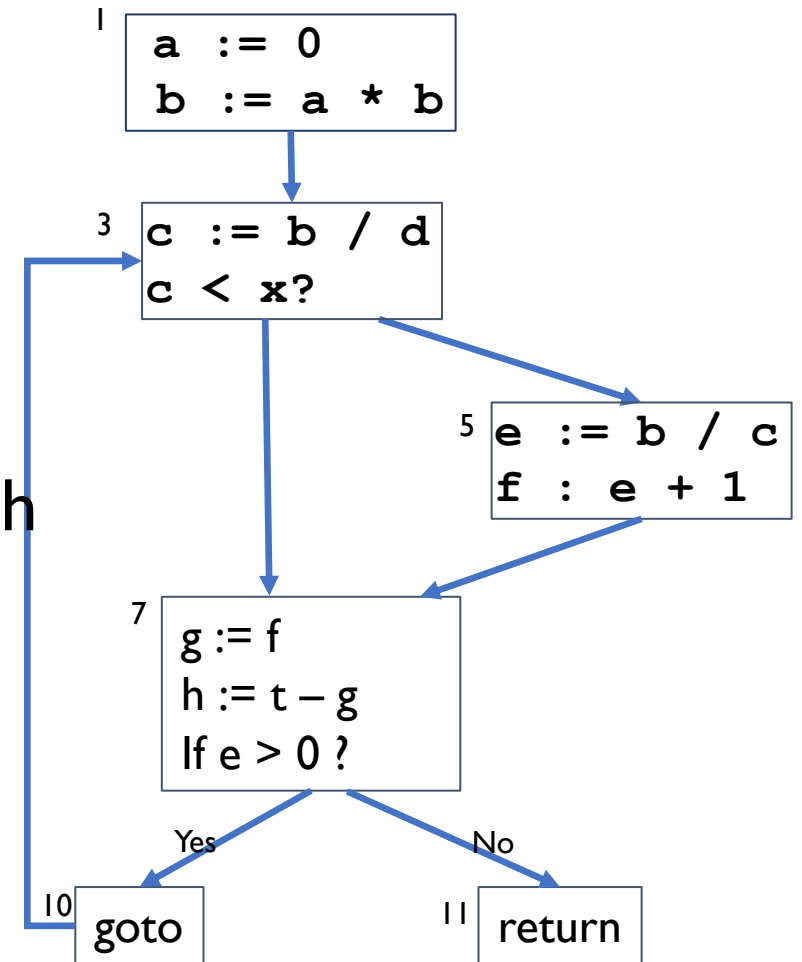 1
a := 0
b := a * b
3
c := b / d
c < x?
5
e := b / c
f : e + 1
h
7
g := f
h := t – g
If e > 0 ?
Yes
No
10
goto
11
return